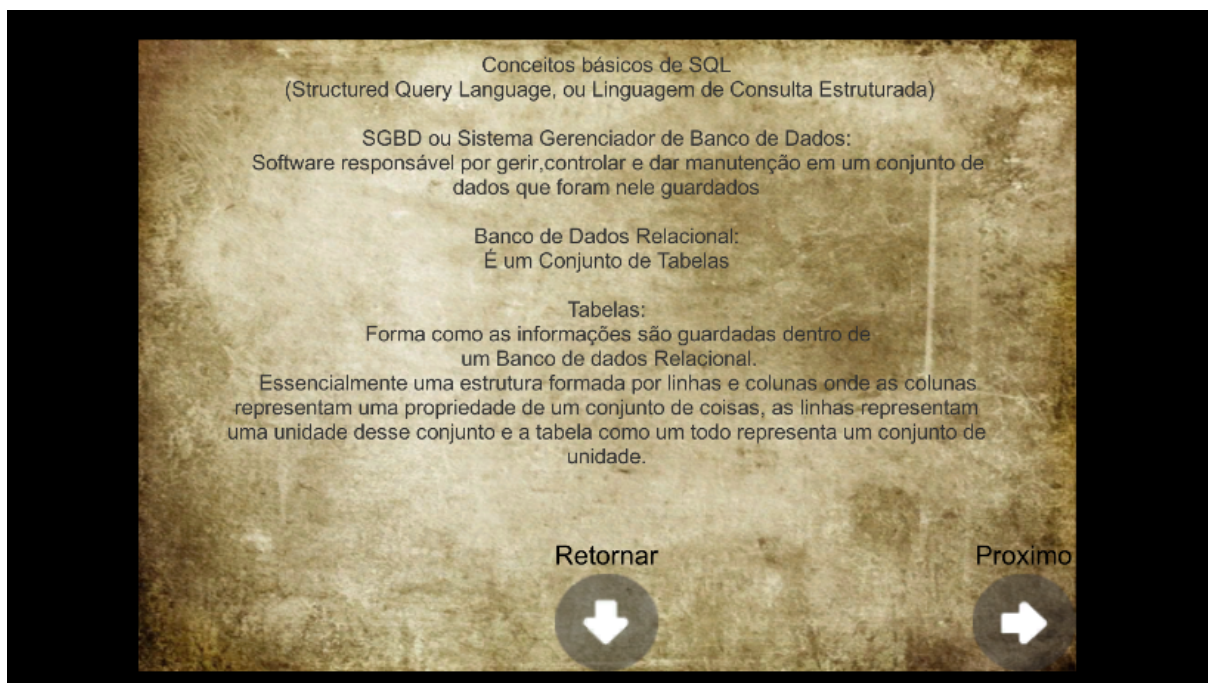 Conceitos básicos de SQL
(Structured Query Language, ou Linguagem de Consulta Estruturada)
SGBD ou Sistema Gerenciador de Banco de Dados:
Software responsável por gerir,controlar e dar manutenção em um conjunto de
dados que foram nele guardados
Banco de Dados Relacional:
É um Conjunto de Tabelas
Tabelas:
Forma como as informações são guardadas dentro de
um Banco de dados Relacional.
Essencialmente uma estrutura formada por linhas e colunas onde as colunas
representam uma propriedade de um conjunto de coisas, as linhas representam
uma unidade desse conjunto e a tabela como um todo representa um conjunto de
unidade.
Retornar
Proximo